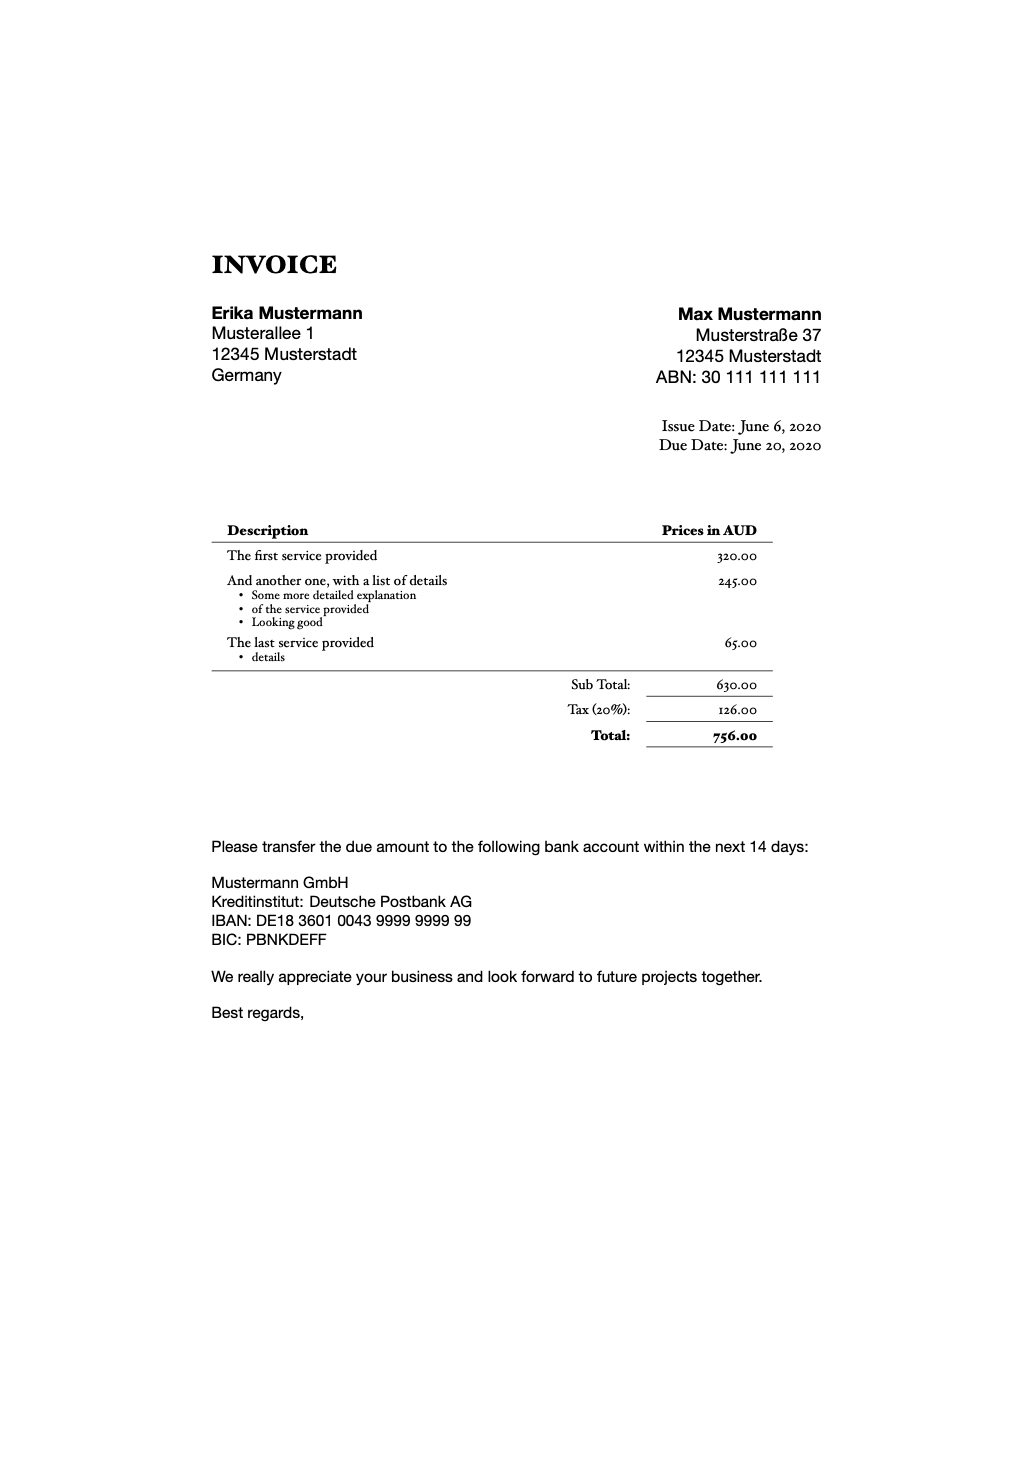 INVOICE
Erika Mustermann
Musterallee 1
12345 Musterstadt
Germany
Max Mustermann
Musterstraße 37
12345 Musterstadt
ABN: 30 111 111 111
Issue Date: June 6, 2020
Due Date: June 20, 2020
Description Prices in AUD
The first service provided 320.00
And another one, with a list of details 245.00
• Some more detailed explanation
• of the service provided
• Looking good
The last service provided 65.00
• details
Sub Total: 630.00
Tax (20%): 126.00
Total: 756.00
Please transfer the due amount to the following bank account within the next 14 days:
Mustermann GmbH
Kreditinstitut: Deutsche Postbank AG
IBAN: DE18 3601 0043 9999 9999 99
BIC: PBNKDEFF
We really appreciate your business and look forward to future projects together.
Best regards,